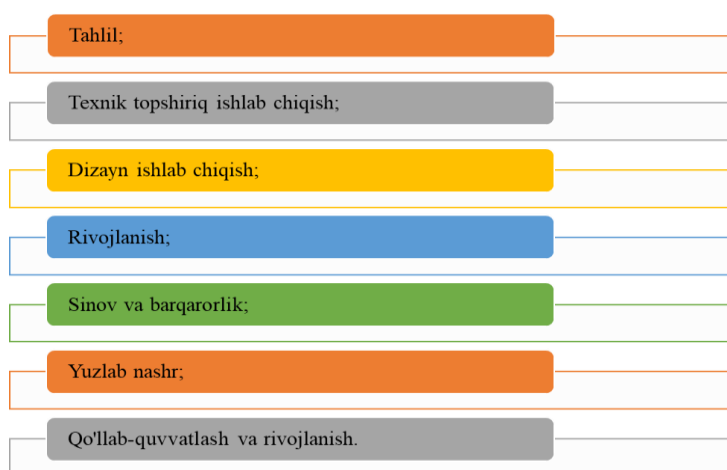 Tahlil;
Texnik topshiriq ishlab chiqish;
Dizayn ishlab chiqish;
Rivojlanish;
Sinov va barqarorlik;
Yuzlab nashr;
Qo'llab-quvvatlash va rivojlanish.